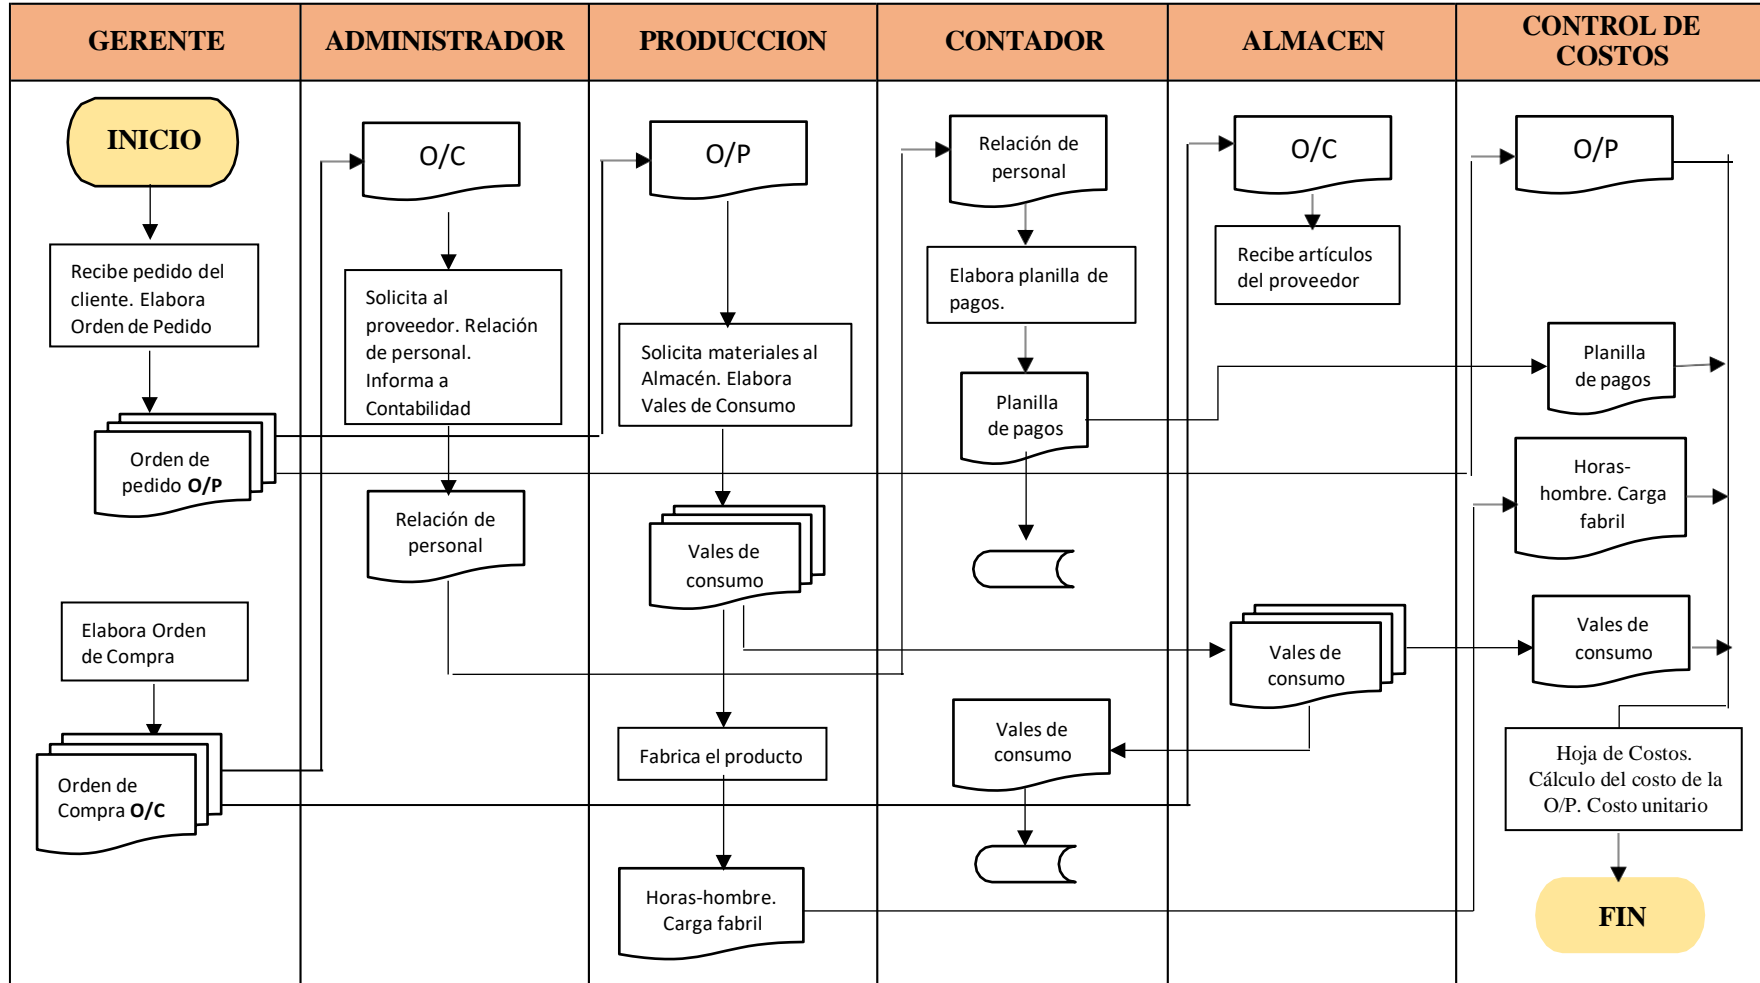 GERENTE
ADMINISTRADOR
PRODUCCION
CONTADOR
ALMACEN
CONTROL DE
COSTOS
INICIO
Recibe pedido del
cliente. Elabora
Orden de Pedido
Orden de
pedido O/P
Elabora Orden
de Compra
Orden de
Compra O/C
O/C
Solicita al
proveedor. Relación
de personal.
Informa a
Contabilidad
Relación de
personal
O/P
Solicita materiales al
Almacén. Elabora
Vales de Consumo
Vales de
consumo
Fabrica el producto
Horas-hombre.
Carga fabril
Relación de
personal
Elabora planilla de
pagos.
Planilla
de pagos
Vales de
consumo
O/C
Recibe artículos
del proveedor
Vales de
consumo
O/P
Planilla
de pagos
Horas-
hombre. Carga
fabril
Vales de
consumo
Hoja de Costos.
Cálculo del costo de la
O/P. Costo unitario
FIN